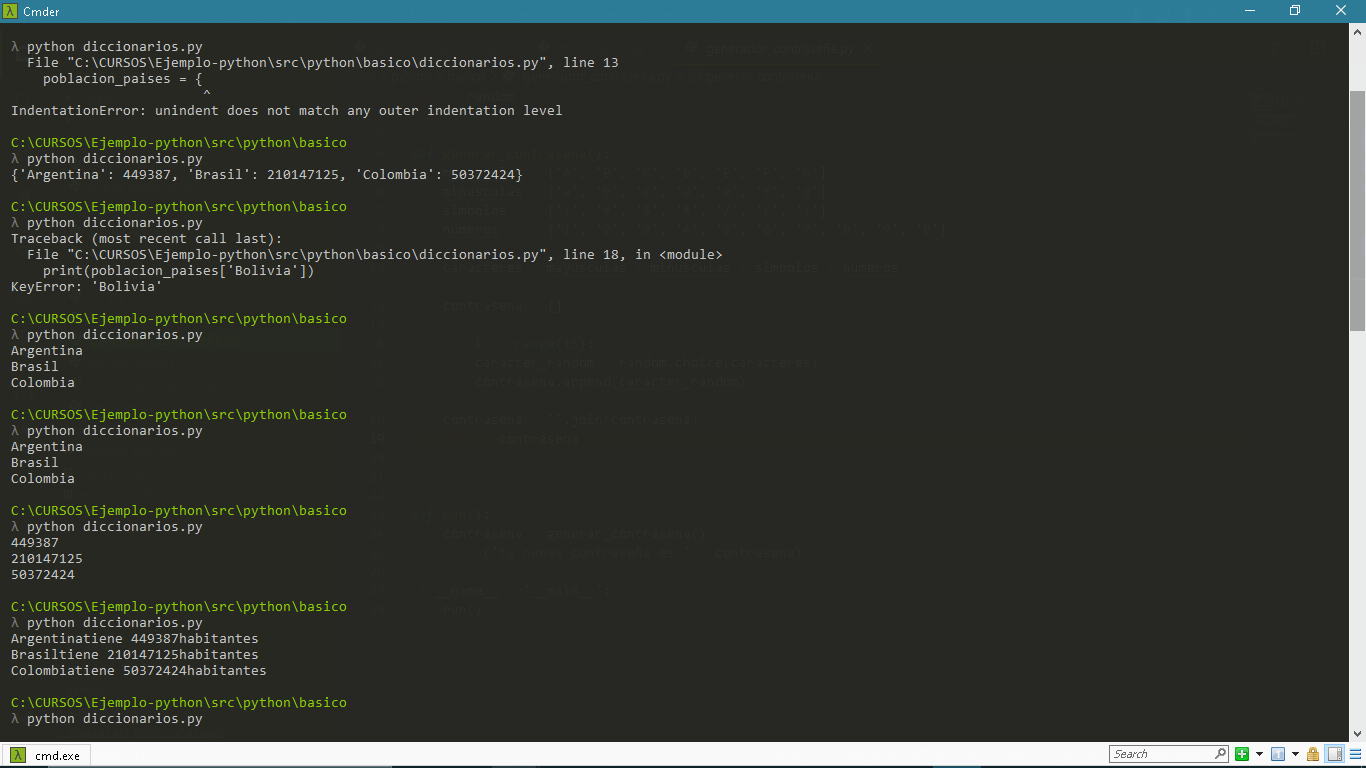 Cmder
λ python diccionarios.py
File "C:\CURSOS\Ejemplo-python\src\python\basico\diccionarios.py", line 13
poblacion_paises = {
^
IndentationError: unindent does not match any outer indentation level
C:\CURSOS\Ejemplo-python\src\python\basico
λ python diccionarios.py
{'Argentina': 449387, 'Brasil': 210147125, 'Colombia': 50372424}
C:\CURSOS\Ejemplo-python\src\python\basico
λ python diccionarios.py
Traceback (most recent call last):
File "C:\CURSOS\Ejemplo-python\src\python\basico\diccionarios.py", line 18, in <module>
print(poblacion_paises['Bolivia'])
KeyError: 'Bolivia'
C:\CURSOS\Ejemplo-python\src\python\basico
λ python diccionarios.py
Argentina
Brasil
Colombia
C:\CURSOS\Ejemplo-python\src\python\basico
λ python diccionarios.py
Argentina
Brasil
Colombia
C:\CURSOS\Ejemplo-python\src\python\basico
λ python diccionarios.py
449387
210147125
50372424
C:\CURSOS\Ejemplo-python\src\python\basico
λ python diccionarios.py
Argentinatiene 449387habitantes
Brasiltiene 210147125habitantes
Colombiatiene 50372424habitantes
C:\CURSOS\Ejemplo-python\src\python\basico
λ python diccionarios.py
cmd.exe
Search